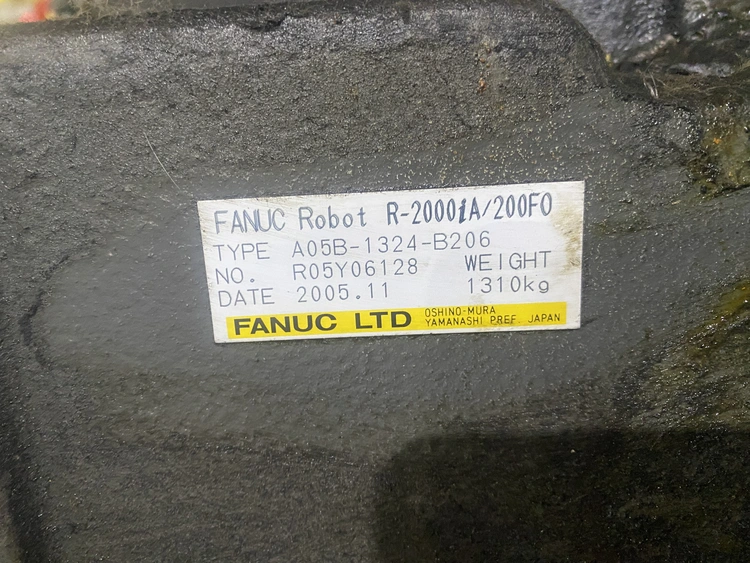 FANUC Robot R-2000iA/200FO
TYPE A05B-1324-B206
NO. R05Y06128 WEIGHT
DATE 2005.11 1310kg
FANUC LTD OSHINO-MURA
YAMANASHI PREF. JAPAN